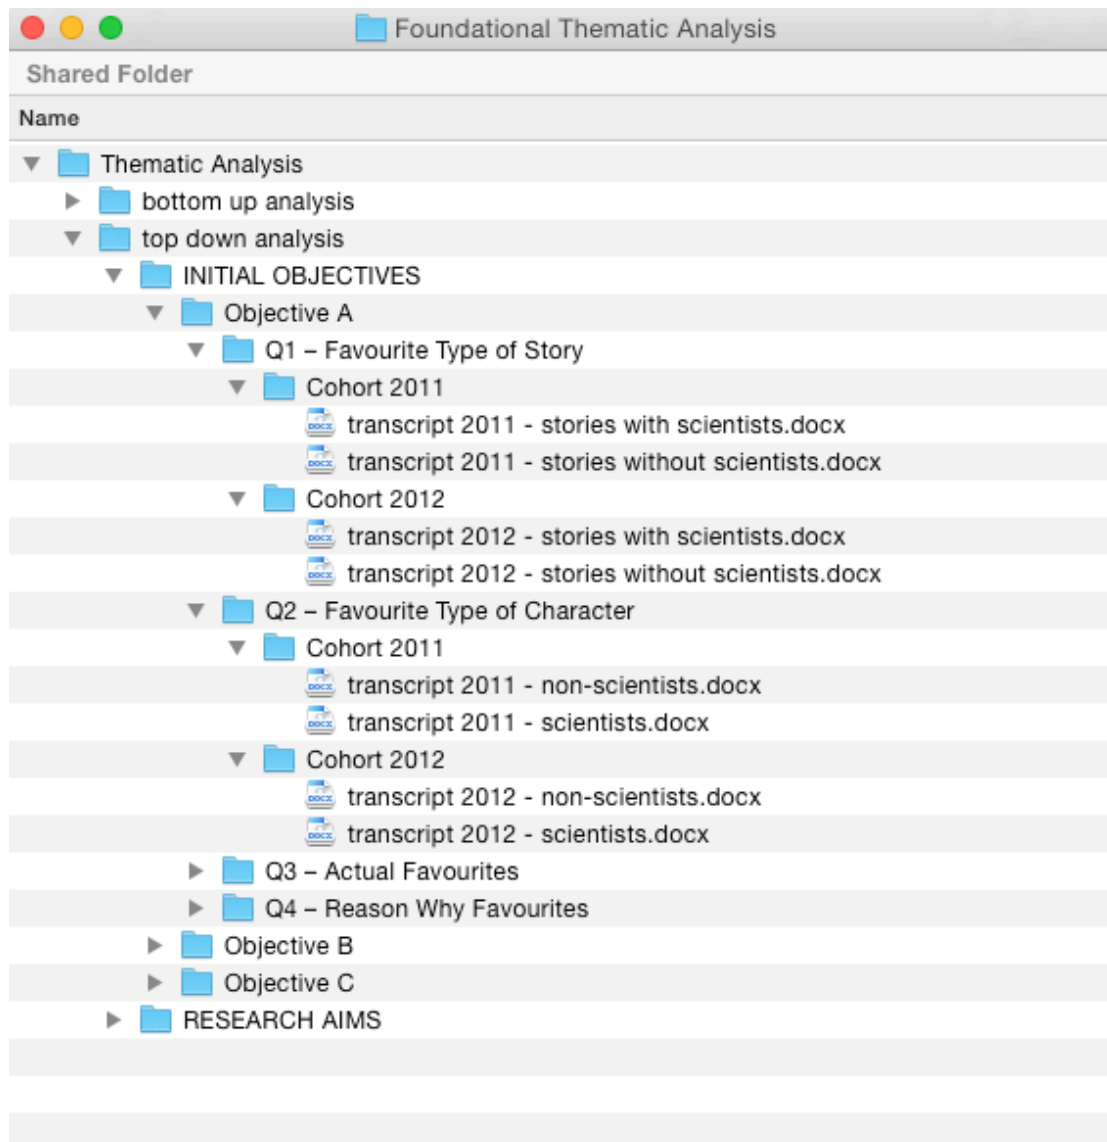 Foundational Thematic Analysis
Shared Folder
Name
Thematic Analysis
bottom up analysis
top down analysis
INITIAL OBJECTIVES
Objective A
Q1 – Favourite Type of Story
Cohort 2011
transcript 2011 - stories with scientists.docx
transcript 2011 - stories without scientists.docx
Cohort 2012
transcript 2012 - stories with scientists.docx
transcript 2012 - stories without scientists.docx
Q2 – Favourite Type of Character
Cohort 2011
transcript 2011 - non-scientists.docx
transcript 2011 - scientists.docx
Cohort 2012
transcript 2012 - non-scientists.docx
transcript 2012 - scientists.docx
Q3 – Actual Favourites
Q4 – Reason Why Favourites
Objective B
Objective C
RESEARCH AIMS